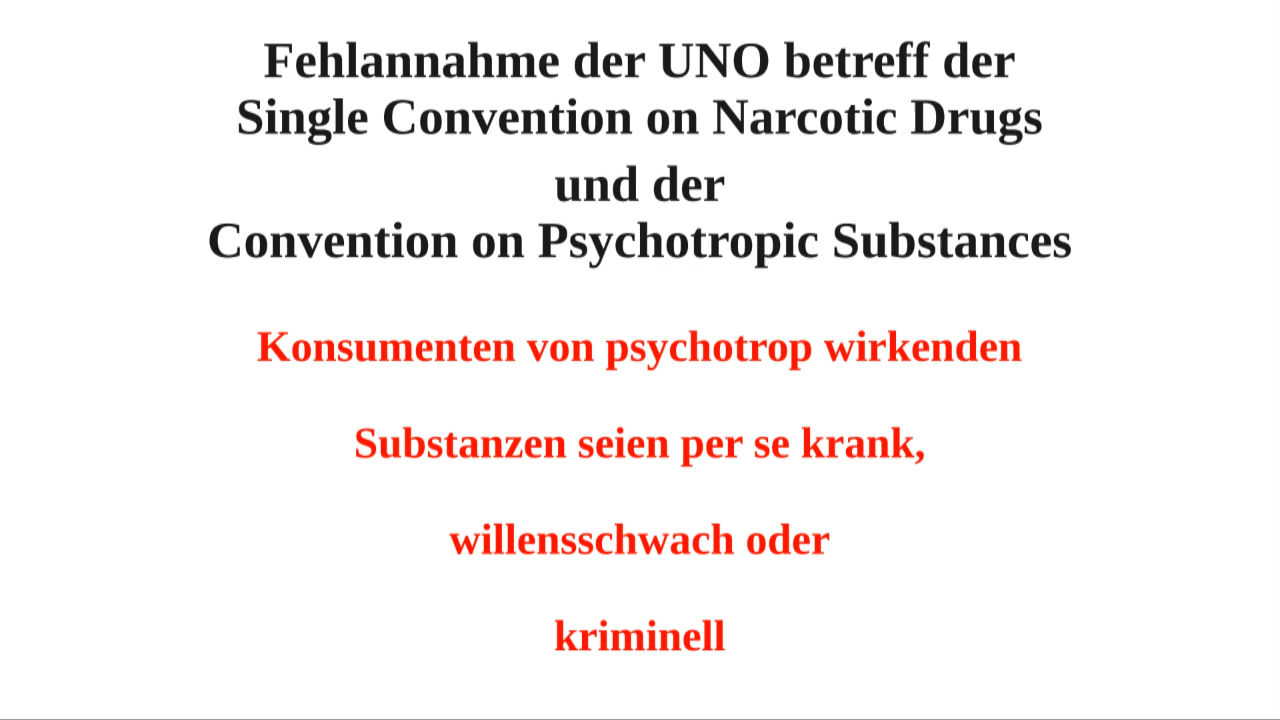 Fehlannahme der UNO betreff der
Single Convention on Narcotic Drugs
und der
Convention on Psychotropic Substances
Konsumenten von psychotrop wirkenden
Substanzen seien per se krank,
willensschwach oder
kriminell